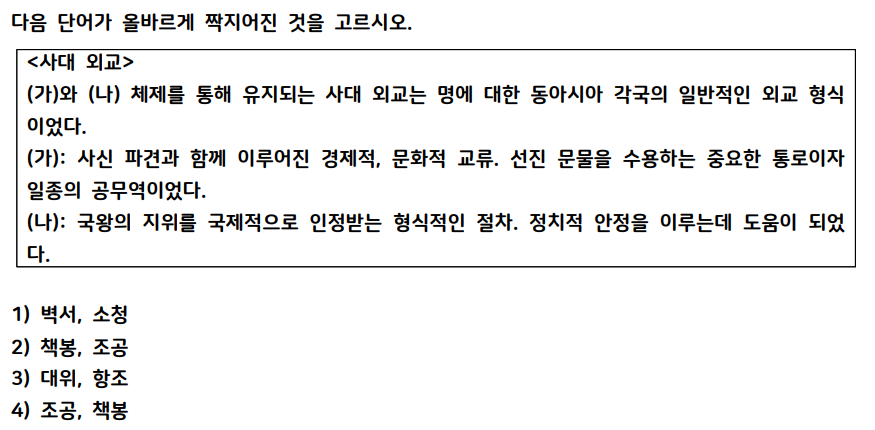 다음 단어가 올바르게 짝지어진 것을 고르시오.
<사대 외교>
(가)와 (나) 체제를 통해 유지되는 사대 외교는 명에 대한 동아시아 각국의 일반적인 외교 형식
이었다.
(가): 사신 파견과 함께 이루어진 경제적, 문화적 교류. 선진 문물을 수용하는 중요한 통로이자
일종의 공무역이었다.
(나): 국왕의 지위를 국제적으로 인정받는 형식적인 절차. 정치적 안정을 이루는데 도움이 되었
다.
1) 벽서, 소청
2) 책봉, 조공
3) 대위, 항조
4) 조공, 책봉